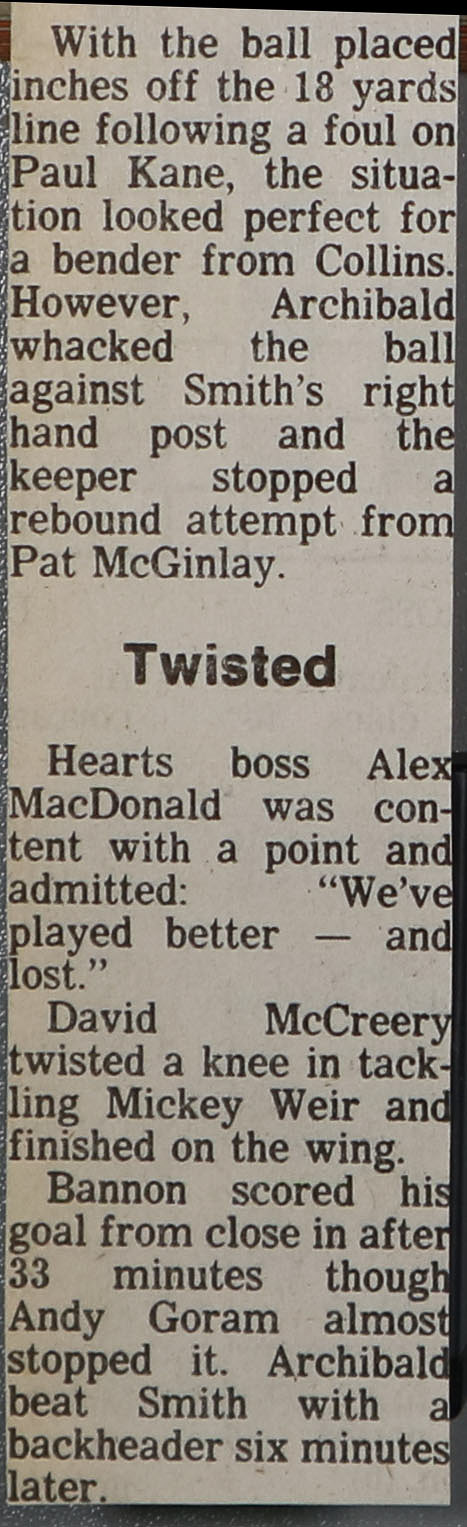 With the ball placed
inches off the 18 yards
line following a foul on
Paul Kane, the situa-
tion looked perfect for
a bender from Collins.
However, Archibald
whacked the ball
against Smith's right
hand post and the
keeper stopped a
rebound attempt from
Pat McGinlay.
Twisted
Hearts boss Alex
MacDonald was con-
tent with a point and
admitted: “We've
played better — and
lost.”
David McCreery
twisted a knee in tack-
ling Mickey Weir and
finished on the wing.
Bannon scored his
goal from close in after
33 minutes though
Andy Goram almost
stopped it. Archibald
beat Smith with a
backheader six minutes
later.